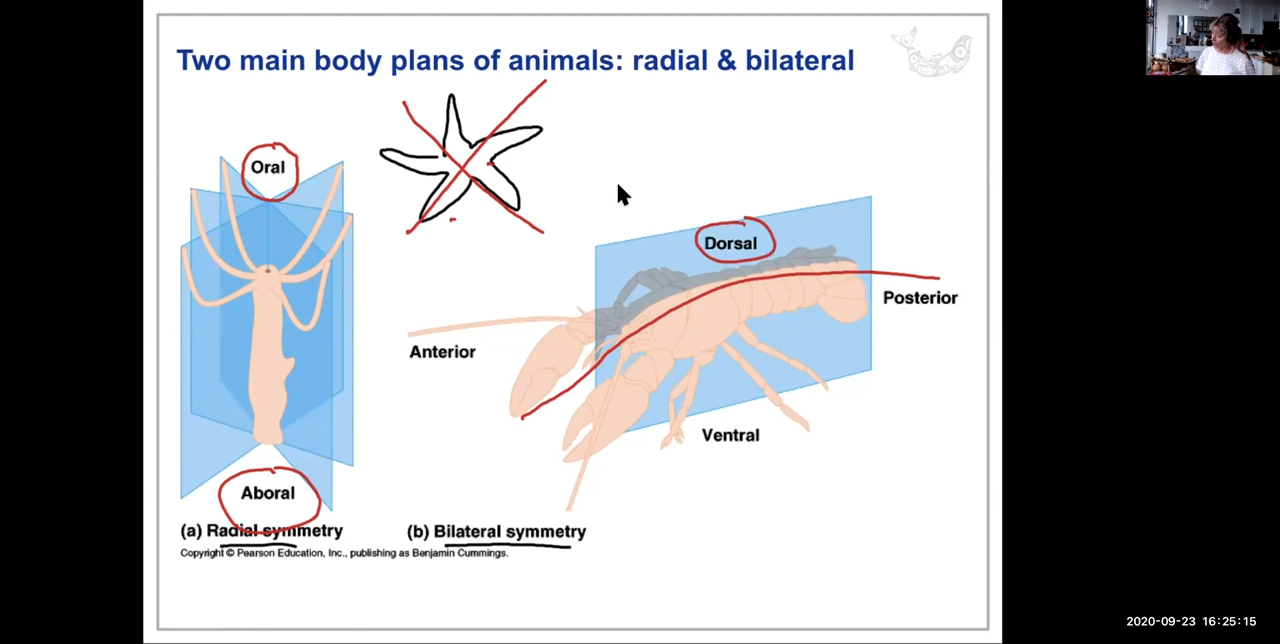 Two main body plans of animals: radial & bilateral
Oral
Dorsal
Posterior
Anterior
Ventral
Aboral
(a) Radial symmetry
(b) Bilateral symmetry
Copyright © Pearson Education, Inc., publishing as Benjamin Cummings.
2020-09-23 16:25:15